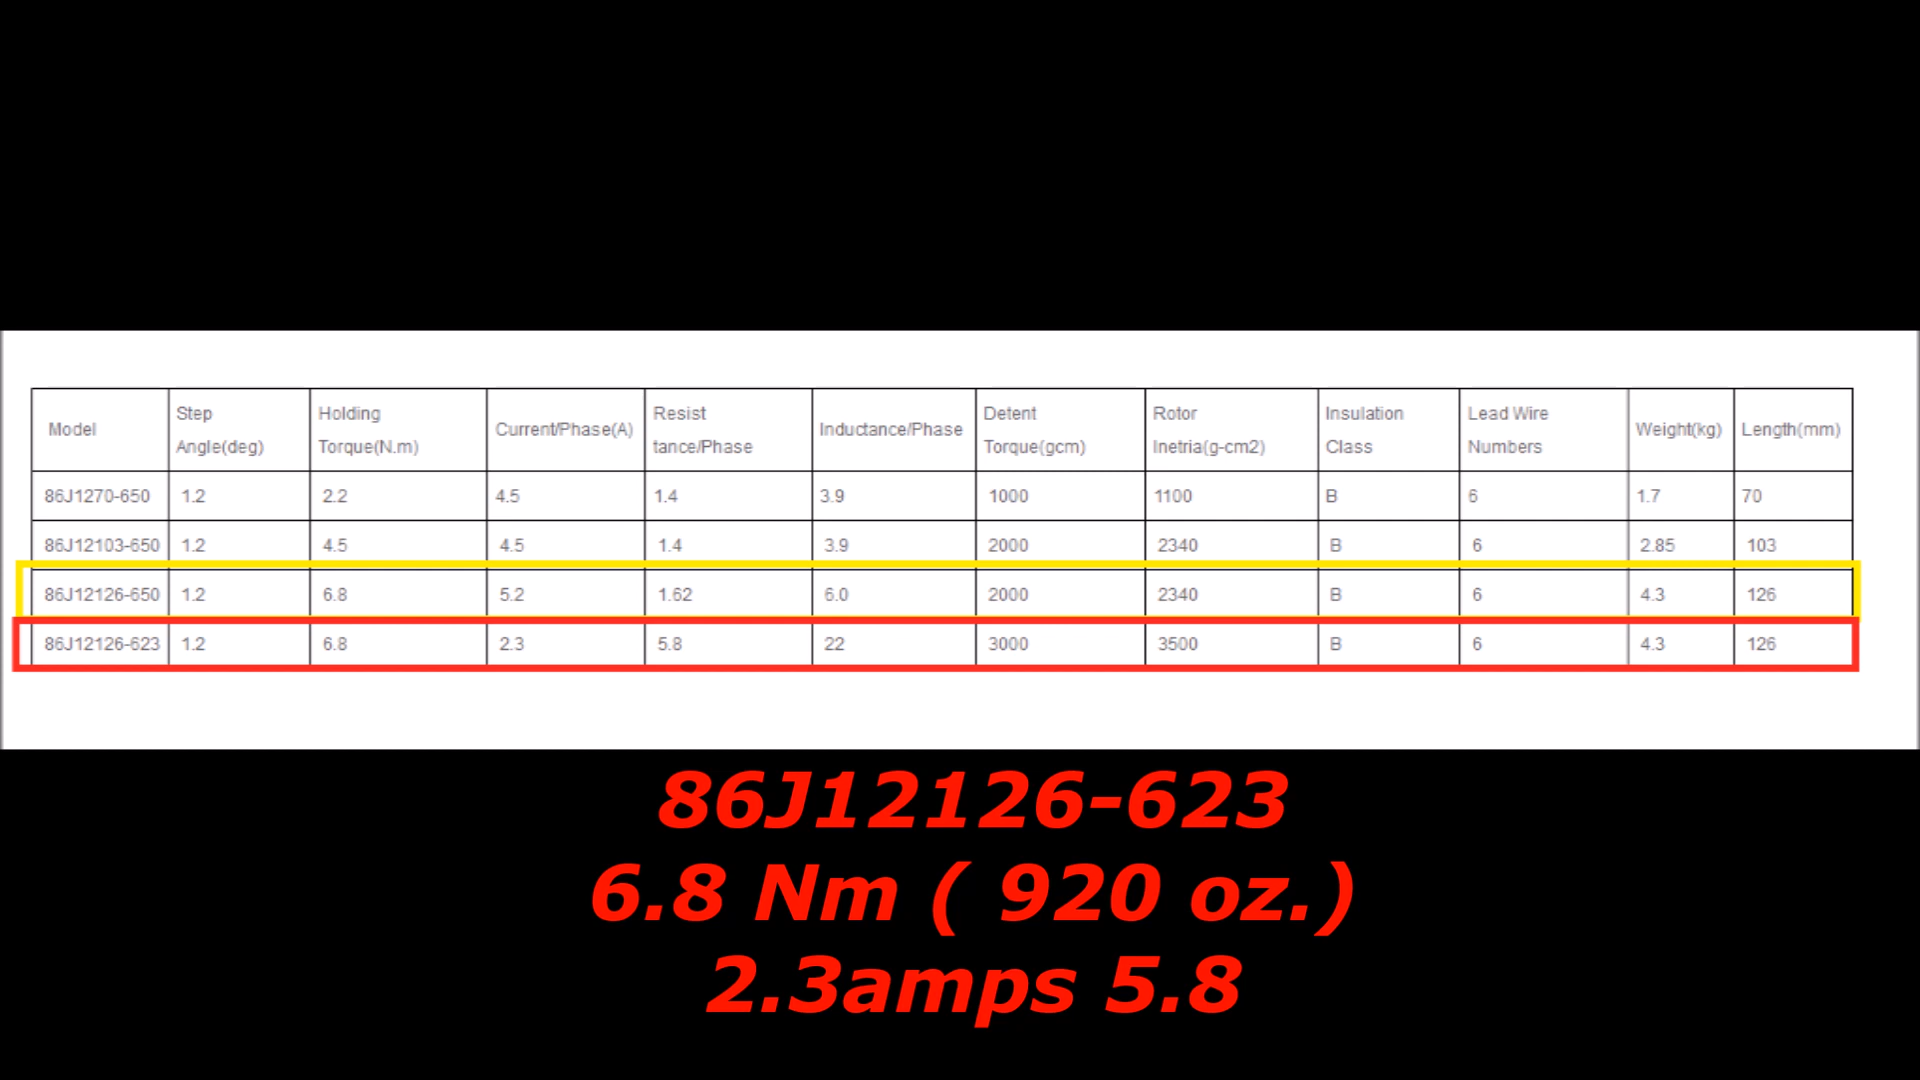 Model Step Angle(deg) Holding Torque(N.m) Current/Phase(A) Resist tance/Phase Inductance/Phase Detent Torque(gcm) Rotor Inetria(g-cm2) Insulation Class Lead Wire Numbers Weight(kg) Length(mm)
86J1270-650 1.2 2.2 4.5 1.4 3.9 1000 1100 B 6 1.7 70
86J12103-650 1.2 4.5 4.5 1.4 3.9 2000 2340 B 6 2.85 103
86J12126-650 1.2 6.8 5.2 1.62 6.0 2000 2340 B 6 4.3 126
86J12126-623 1.2 6.8 2.3 5.8 22 3000 3500 B 6 4.3 126
86J12126-623
6.8 Nm ( 920 oz.)
2.3amps 5.8